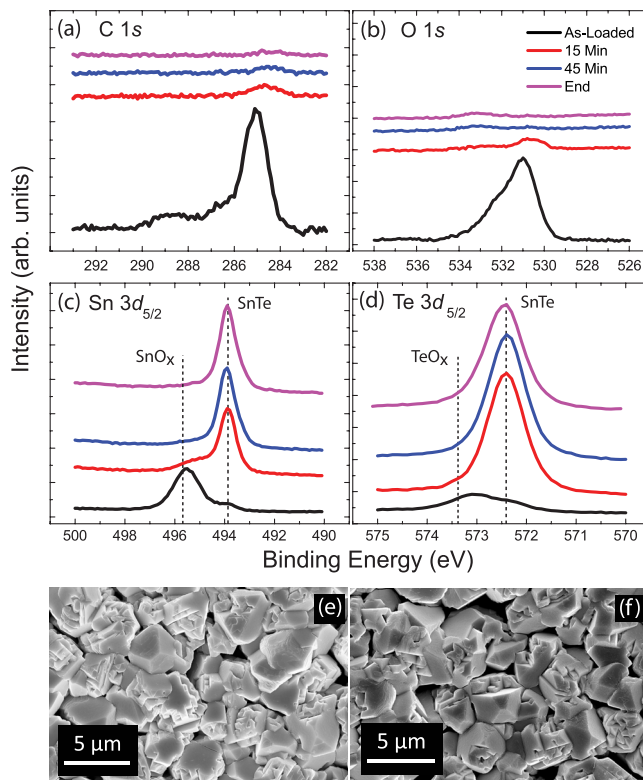 (a) C 1s
292 290 288 286 284 282
(b) O 1s
As-Loaded
15 Min
45 Min
End
538 536 534 532 530 528 526
Intensity (arb. units)
(c) Sn 3d5/2
SnTe
SnOx
500 498 496 494 492 490
(d) Te 3d5/2
SnTe
TeOx
575 574 573 572 571 570
Binding Energy (eV)
(e)
5 μm
(f)
5 μm